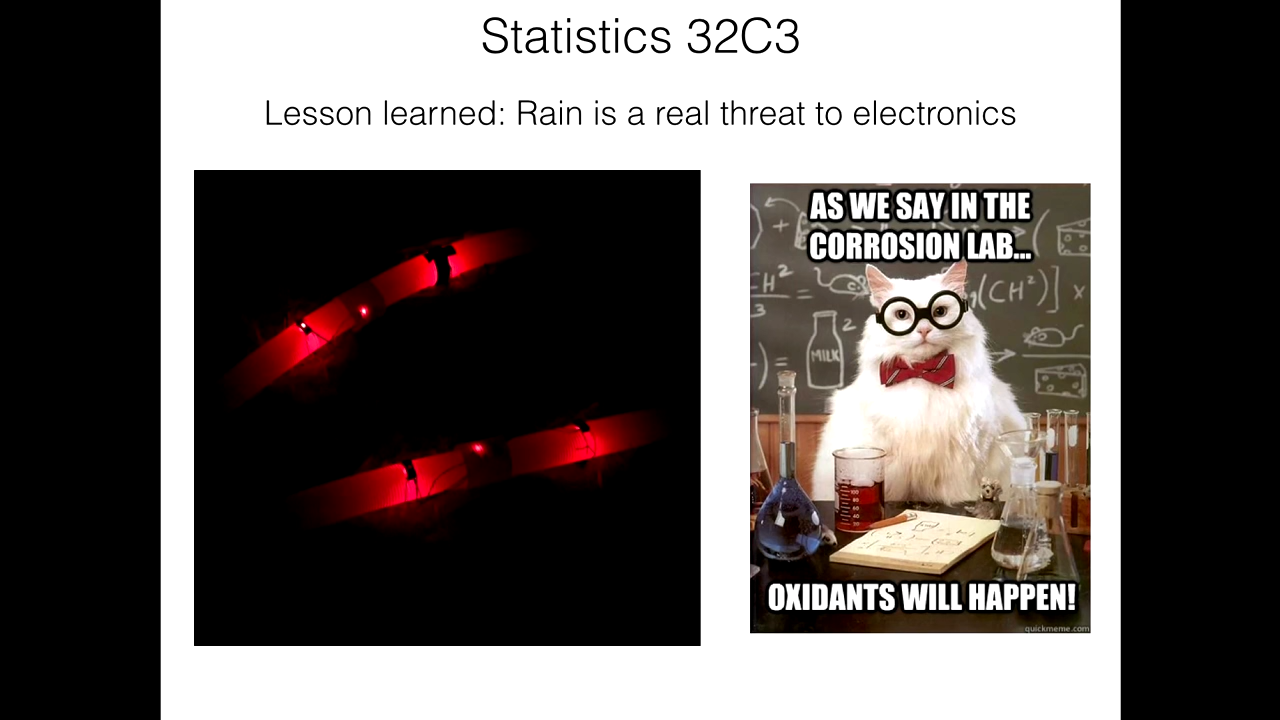 Statistics 32C3
Lesson learned: Rain is a real threat to electronics
AS WE SAY IN THE
CORROSION LAB...
MILK
OXIDANTS WILL HAPPEN!
quickmeme.com